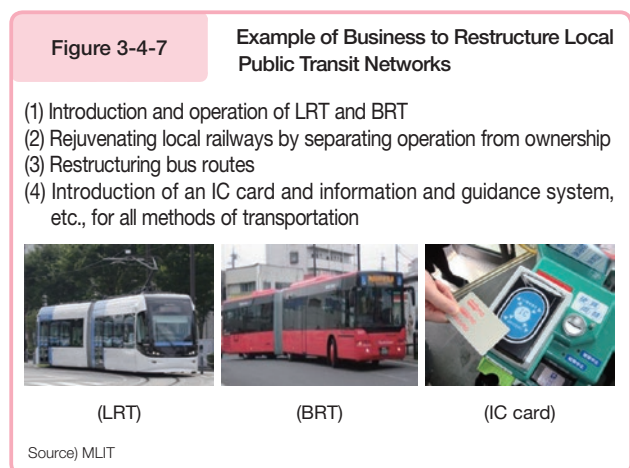 Figure 3-4-7
Example of Business to Restructure Local
Public Transit Networks
(1) Introduction and operation of LRT and BRT
(2) Rejuvenating local railways by separating operation from ownership
(3) Restructuring bus routes
(4) Introduction of an IC card and information and guidance system,
etc., for all methods of transportation
(LRT)
(BRT)
(IC card)
Source) MLIT